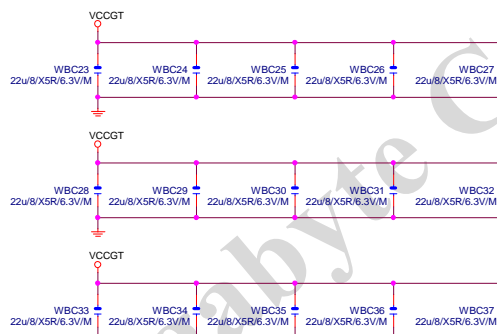 VCCGT
WBC23 WBC24 WBC25 WBC26 WBC27
22u/8/X5R/6.3V/M 22u/8/X5R/6.3V/M 22u/8/X5R/6.3V/M 22u/8/X5R/6.3V/M 22u/8/X5R/6.3V/M
VCCGT
WBC28 WBC29 WBC30 WBC31 WBC32
22u/8/X5R/6.3V/M 22u/8/X5R/6.3V/M 22u/8/X5R/6.3V/M 22u/8/X5R/6.3V/M 22u/8/X5R/6.3V/M
VCCGT
WBC33 WBC34 WBC35 WBC36 WBC37
22u/8/X5R/6.3V/M 22u/8/X5R/6.3V/M 22u/8/X5R/6.3V/M 22u/8/X5R/6.3V/M 22u/8/X5R/6.3V/M
abyte C